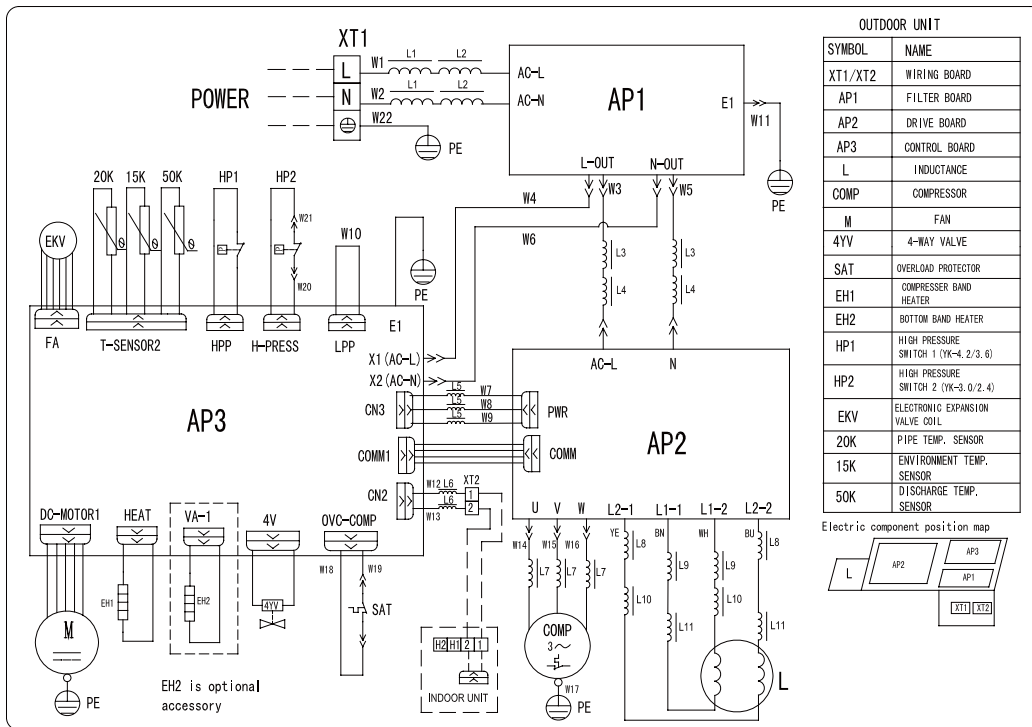 OUTDOOR UNIT
SYMBOL NAME
XT1/XT2 WIRING BOARD
AP1 FILTER BOARD
AP2 DRIVE BOARD
AP3 CONTROL BOARD
L INDUCTANCE
COMP COMPRESSOR
M FAN
4YV 4-WAY VALVE
SAT OVERLOAD PROTECTOR
EH1 COMPRESSER BAND
HEATER
EH2 BOTTOM BAND HEATER
HP1 HIGH PRESSURE
SWITCH 1 (YK-4.2/3.6)
HP2 HIGH PRESSURE
SWITCH 2 (YK-3.0/2.4)
EKV ELECTRONIC EXPANSION
VALVE COIL
20K PIPE TEMP. SENSOR
15K ENVIRONMENT TEMP.
SENSOR
50K DISCHARGE TEMP.
SENSOR
Electric component position map
L AP2 AP3
AP1
XT1 XT2
XT1
POWER
L W1 L1 L2 AC-L
N W2 L1 L2 AC-N
W22
PE
AP1
E1
W11
PE
L-OUT N-OUT
W4 W3 W5
W6
L3 L3
L4 L4
20K 15K 50K HP1 HP2
W21
W20
W10
EKV
PE
E1
FA T-SENSOR2 HPP H-PRESS LPP
X1(AC-L)
X2(AC-N)
AP3
CN3 L5 W7 PWR
L5 W8
L5 W9
COMM1 COMM
CN2 W12 L6 XT2
1
W13 L6 2
AC-L N
AP2
U V W L2-1 L1-1 L1-2 L2-2
W14 W15 W16 YE BN WH BU
L7 L7 L7 L8 L9 L9 L8
L10 L11 L10 L11
COMP
3~
W17
PE
L
DC-MOTOR1 HEAT VA-1 4V OVC-COMP
W18 W19
EH1 EH2 4YV SAT
M
PE
EH2 is optional
accessory
H2 H1 2 1
INDOOR UNIT